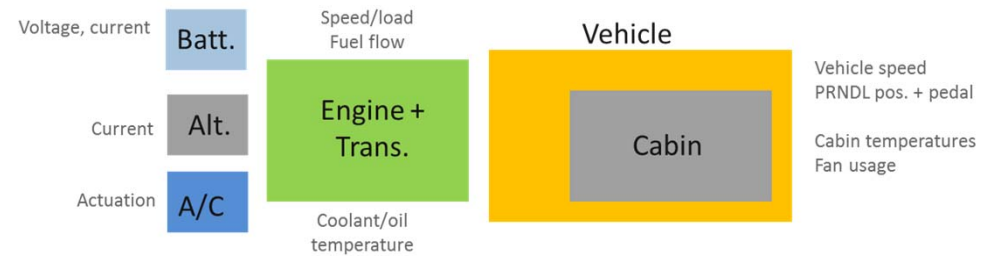 Voltage, current
Batt.
Current
Alt.
Actuation
A/C
Speed/load
Fuel flow
Engine +
Trans.
Coolant/oil
temperature
Vehicle
Cabin
Vehicle speed
PRNDL pos. + pedal
Cabin temperatures
Fan usage